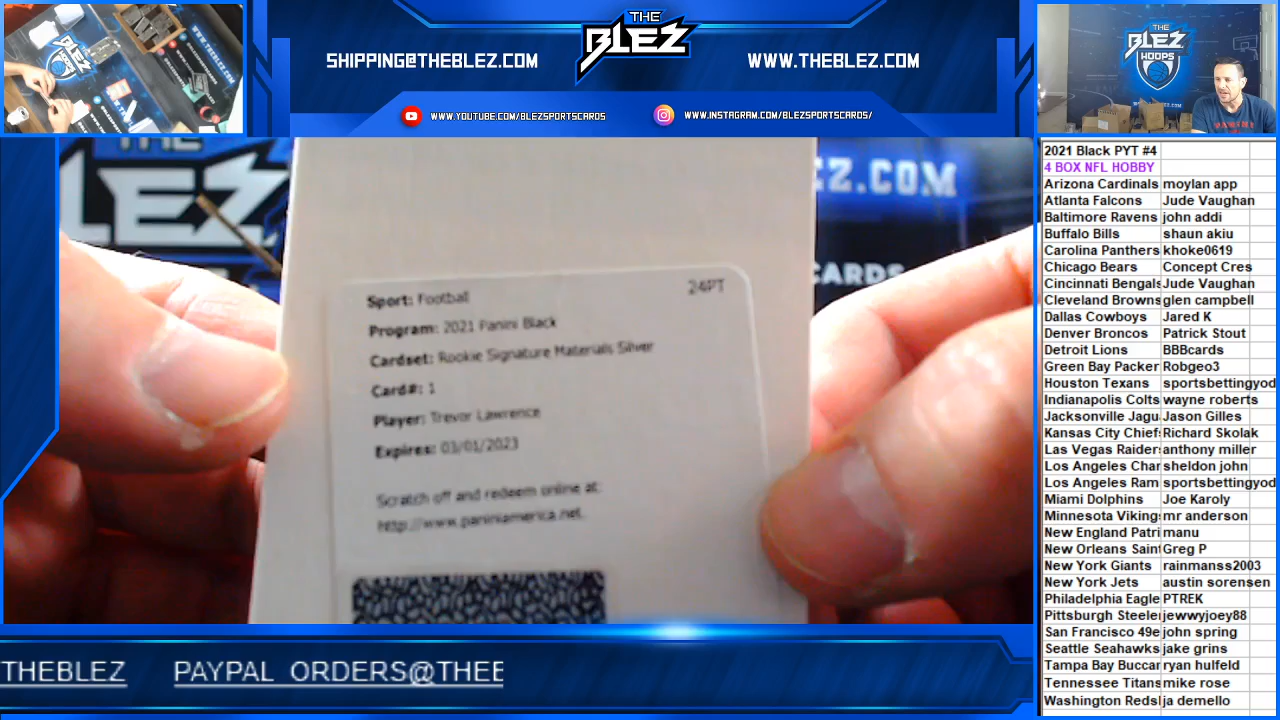 THE
BLEZ
SHIPPING@THEBLEZ.COM
WWW.THEBLEZ.COM
WWW.YOUTUBE.COM/BLEZSPORTSCARDS
WWW.INSTAGRAM.COM/BLEZSPORTSCARDS/
THE
BLEZ
HOOPS
EZ.COM
CARDS
Sport: Football
24PT
Program: 2021 Panini Black
Cardset: Rookie Signature Materials Silver
Card#: 1
Player: Trevor Lawrence
Expires: 03/01/2023
Scratch off and redeem online at:
http://www.paniniamerica.net.
2021 Black PYT #4
4 BOX NFL HOBBY
Arizona Cardinals moylan app
Atlanta Falcons Jude Vaughan
Baltimore Ravens john addi
Buffalo Bills shaun akiu
Carolina Panthers khoke0619
Chicago Bears Concept Cres
Cincinnati Bengals Jude Vaughan
Cleveland Browns glen campbell
Dallas Cowboys Jared K
Denver Broncos Patrick Stout
Detroit Lions BBBcards
Green Bay Packer Robgeo3
Houston Texans sportsbettingyod
Indianapolis Colts wayne roberts
Jacksonville Jagu Jason Gilles
Kansas City Chief Richard Skolak
Las Vegas Raider anthony miller
Los Angeles Char sheldon john
Los Angeles Ram sportsbettingyod
Miami Dolphins Joe Karoly
Minnesota Viking mr anderson
New England Patri manu
New Orleans Saint Greg P
New York Giants rainmanss2003
New York Jets austin sorensen
Philadelphia Eagle PTREK
Pittsburgh Steele jewwyjoey88
San Francisco 49e john spring
Seattle Seahawks jake grins
Tampa Bay Buccar ryan hulfeld
Tennessee Titans mike rose
Washington Redsl ja demello
THEBLEZ PAYPAL ORDERS@THEE